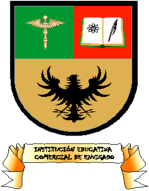 INSTITUCIÓN EDUCATIVA
COMERCIAL DE ENVIGADO